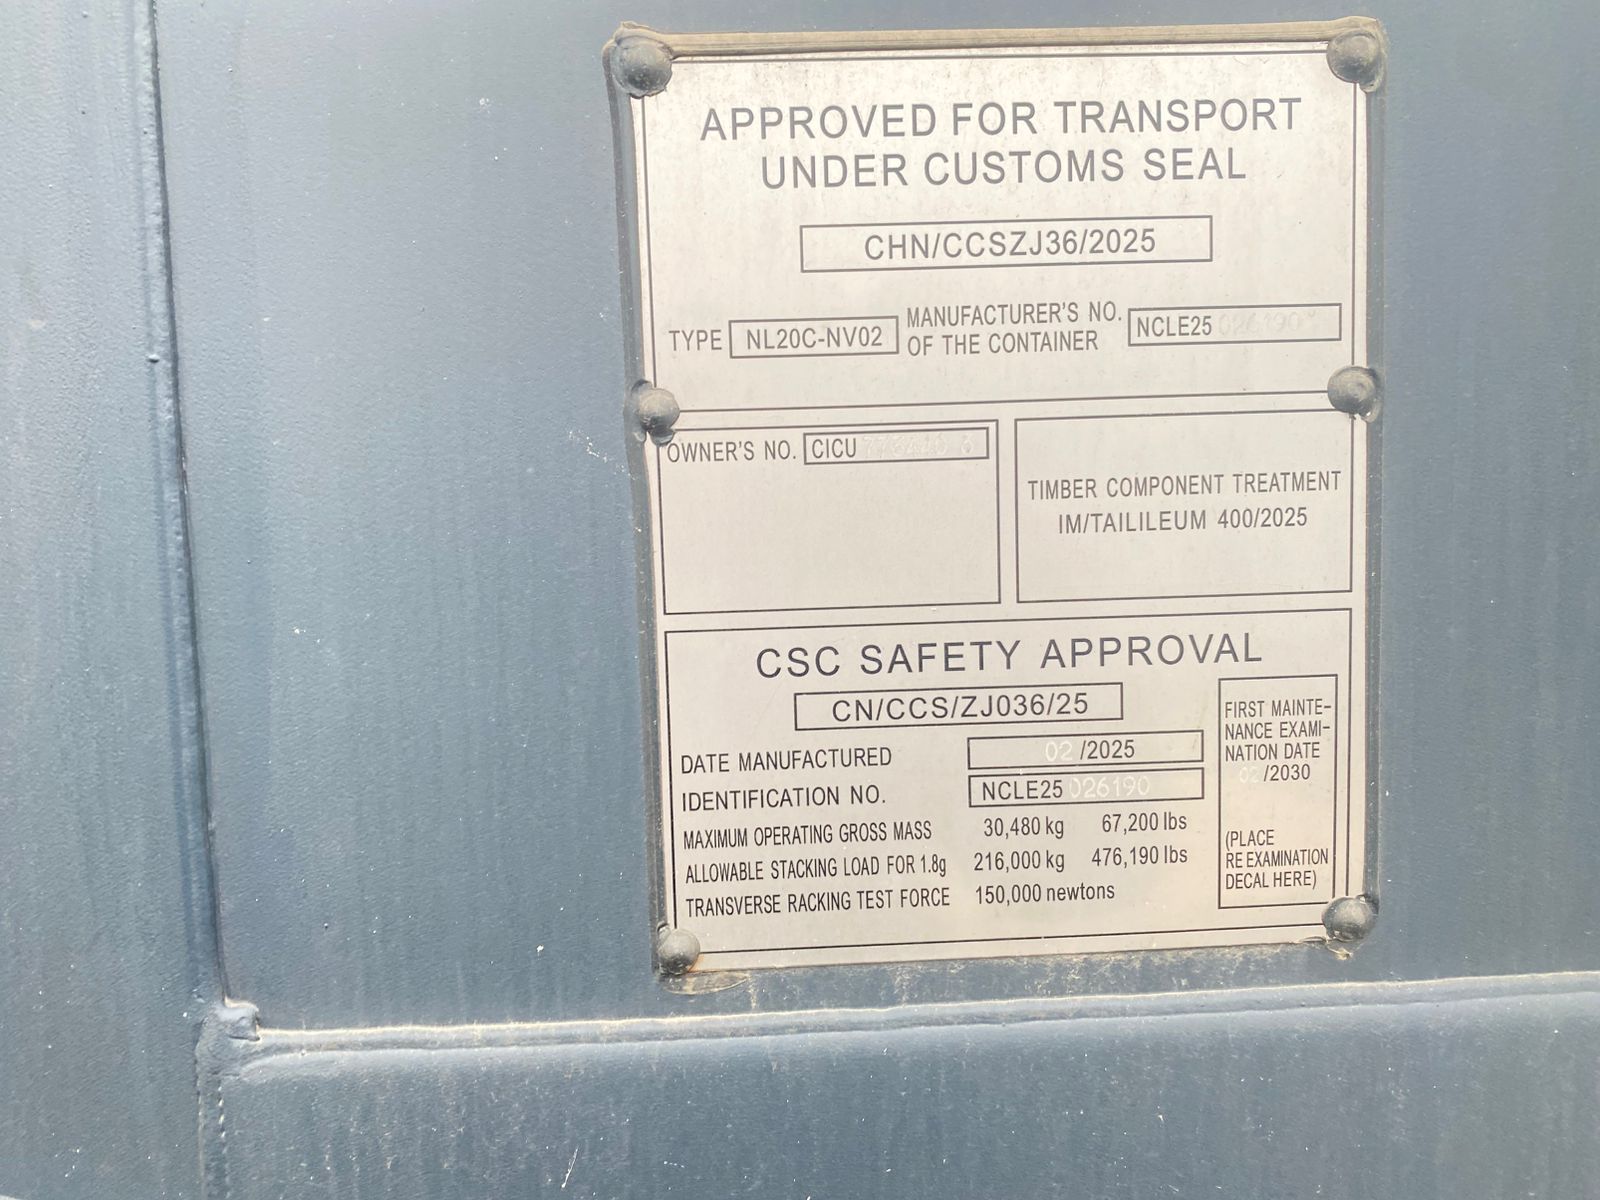 APPROVED FOR TRANSPORT
UNDER CUSTOMS SEAL
CHN/CCSZJ36/2025
TYPE NL20C-NV02 MANUFACTURER'S NO. OF THE CONTAINER NCLE25 026190
OWNER'S NO. CICU
TIMBER COMPONENT TREATMENT
IM/TAILILEUM 400/2025
CSC SAFETY APPROVAL
CN/CCS/ZJ036/25
DATE MANUFACTURED 02 /2025
IDENTIFICATION NO. NCLE25 026190
MAXIMUM OPERATING GROSS MASS 30,480 kg 67,200 lbs
ALLOWABLE STACKING LOAD FOR 1.8g 216,000 kg 476,190 lbs
TRANSVERSE RACKING TEST FORCE 150,000 newtons
FIRST MAINTE-
NANCE EXAMI-
NATION DATE
02 /2030
(PLACE
RE EXAMINATION
DECAL HERE)